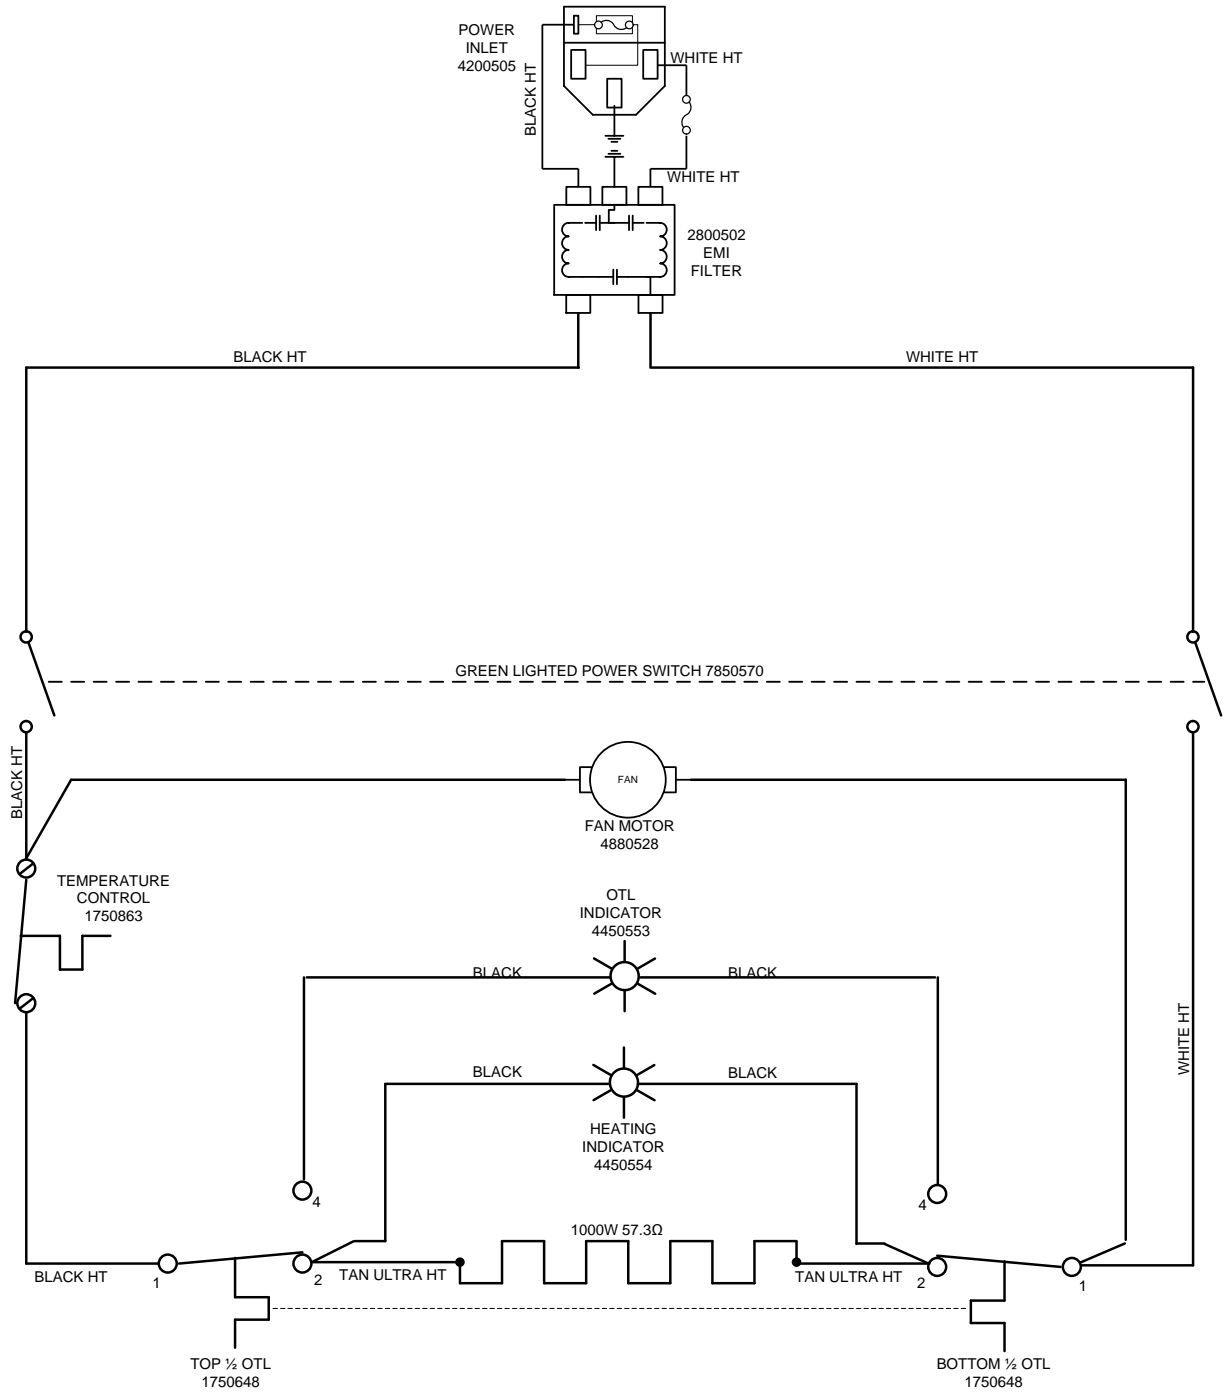 POWER
INLET
4200505
WHITE HT
BLACK HT
WHITE HT
2800502
EMI
FILTER
BLACK HT
WHITE HT
GREEN LIGHTED POWER SWITCH 7850570
BLACK HT
FAN
FAN MOTOR
4880528
TEMPERATURE
CONTROL
1750863
OTL
INDICATOR
4450553
BLACK
BLACK
WHITE HT
BLACK
BLACK
HEATING
INDICATOR
4450554
4
4
1000W 57.3Ω
BLACK HT
1
2
TAN ULTRA HT
TAN ULTRA HT
2
1
TOP ½ OTL
1750648
BOTTOM ½ OTL
1750648